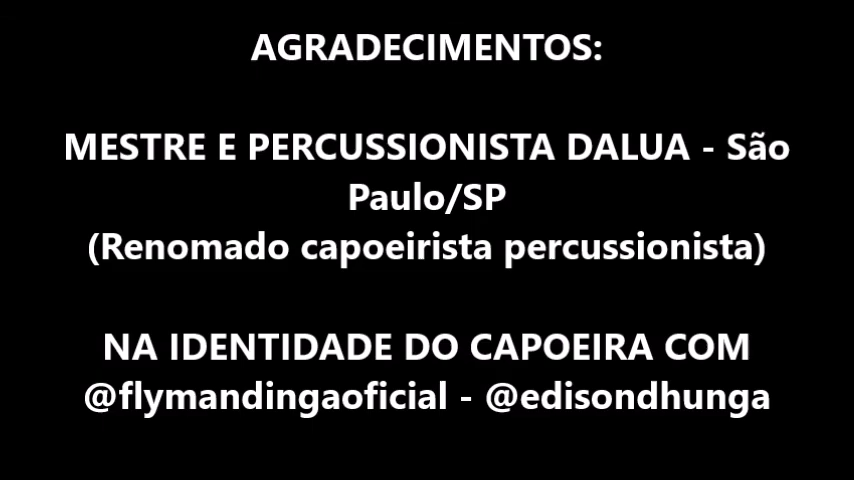 AGRADECIMENTOS:
MESTRE E PERCUSSIONISTA DALUA - São
Paulo/SP
(Renomado capoeirista percussionista)
NA IDENTIDADE DO CAPOEIRA COM
@flymandingaoficial - @edisondhunga